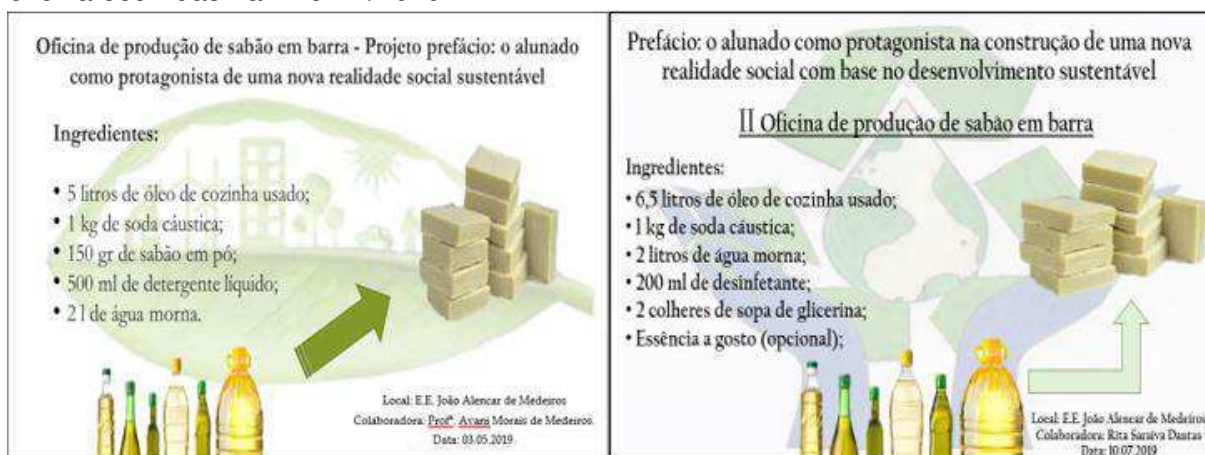 Oficina de produção de sabão em barra - Projeto prefácio: o alunado
como protagonista de uma nova realidade social sustentável
Ingredientes:
• 5 litros de óleo de cozinha usado;
• 1 kg de soda cáustica;
• 150 gr de sabão em pó;
• 500 ml de detergente líquido;
• 2 l de água morna.
Local: E.E. João Alencar de Medeiros
Colaboradora: Profª. Avani Morais de Medeiros.
Data: 03.05.2019.
Prefácio: o alunado como protagonista na construção de uma nova
realidade social com base no desenvolvimento sustentável
II Oficina de produção de sabão em barra
Ingredientes:
• 6,5 litros de óleo de cozinha usado;
• 1 kg de soda cáustica;
• 2 litros de água morna;
• 200 ml de desinfetante;
• 2 colheres de sopa de glicerina;
• Essência a gosto (opcional);
Local: E.E. João Alencar de Medeiros
Colaboradora: Rita Saraiva Dantas
Data: 10.07.2019